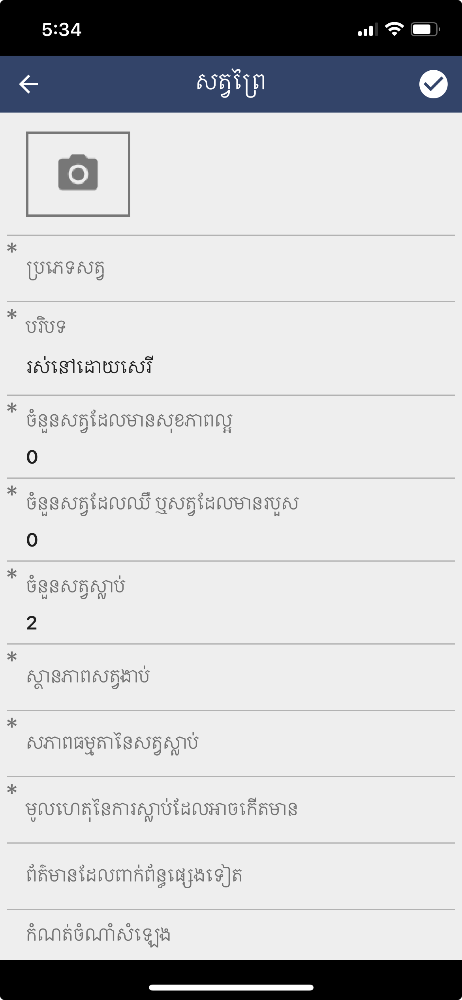 5:34
សត្វព្រៃ
*
ប្រភេទសត្វ
*
បរិបទ
រស់នៅដោយសេរី
*
ចំនួនសត្វដែលមានសុខភាពល្អ
0
*
ចំនួនសត្វដែលឈឺ ឬសត្វដែលមានរបួស
0
*
ចំនួនសត្វស្លាប់
2
*
ស្ថានភាពសត្វងាប់
*
សភាពធម្មតានៃសត្វស្លាប់
*
មូលហេតុនៃការស្លាប់ដែលអាចកើតមាន
ព័ត៌មានដែលពាក់ព័ន្ធផ្សេងទៀត
កំណត់ចំណាំសំឡេង